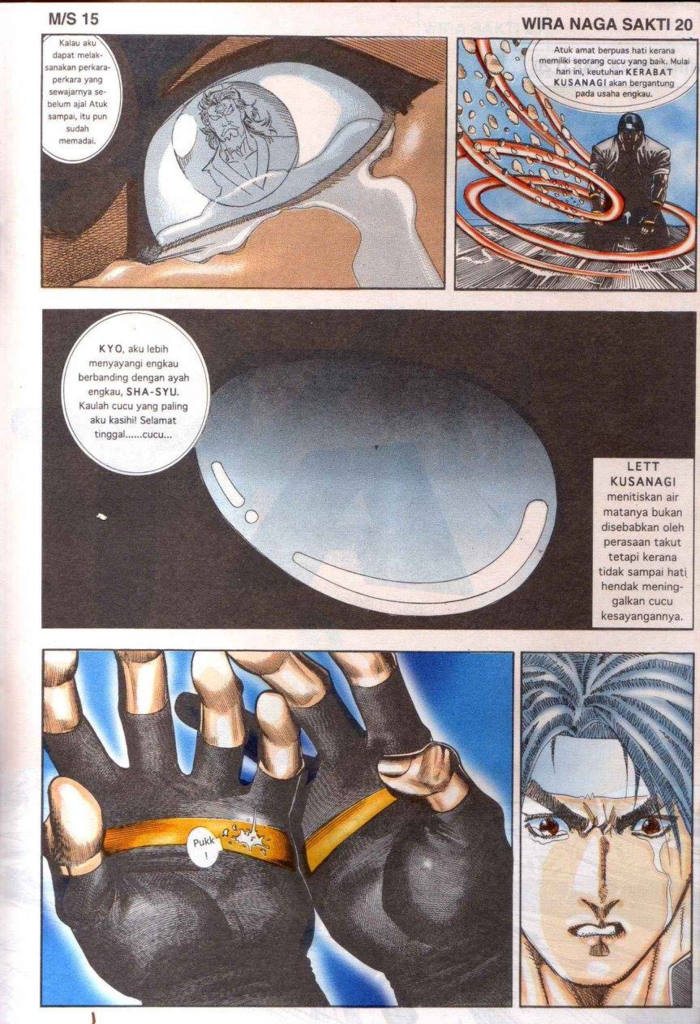 M/S 15
WIRA NAGA SAKTI 20
Kalau aku
dapat melak-
sanakan perkara-
perkara yang
sewajarnya se-
belum ajal Atuk
sampai, itu pun
sudah
memadai.
Atuk amat berpuas hati kerana
memiliki seorang cucu yang baik. Mulai
hari ini, keutuhan KERABAT
KUSANAGI akan bergantung
pada usaha engkau.
KYO, aku lebih
menyayangi engkau
berbanding dengan ayah
engkau, SHA-SYU.
Kaulah cucu yang paling
aku kasihi! Selamat
tinggal......cucu...
LETT
KUSANAGI
menitiskan air
matanya bukan
disebabkan oleh
perasaan takut
tetapi kerana
tidak sampai hati
hendak mening-
galkan cucu
kesayangannya.
Pukk
!